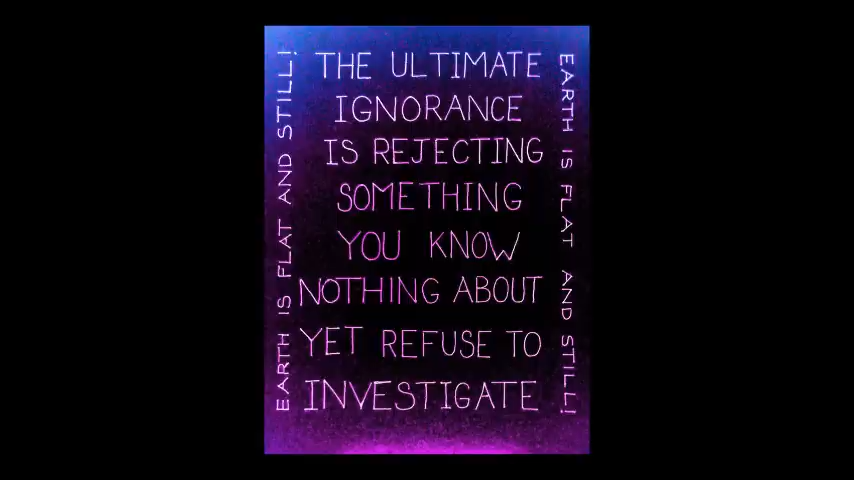 THE ULTIMATE
IGNORANCE
IS REJECTING
SOMETHING
YOU KNOW
NOTHING ABOUT
YET REFUSE TO
INVESTIGATE
EARTH IS FLAT AND STILL!
EARTH IS FLAT AND STILL!